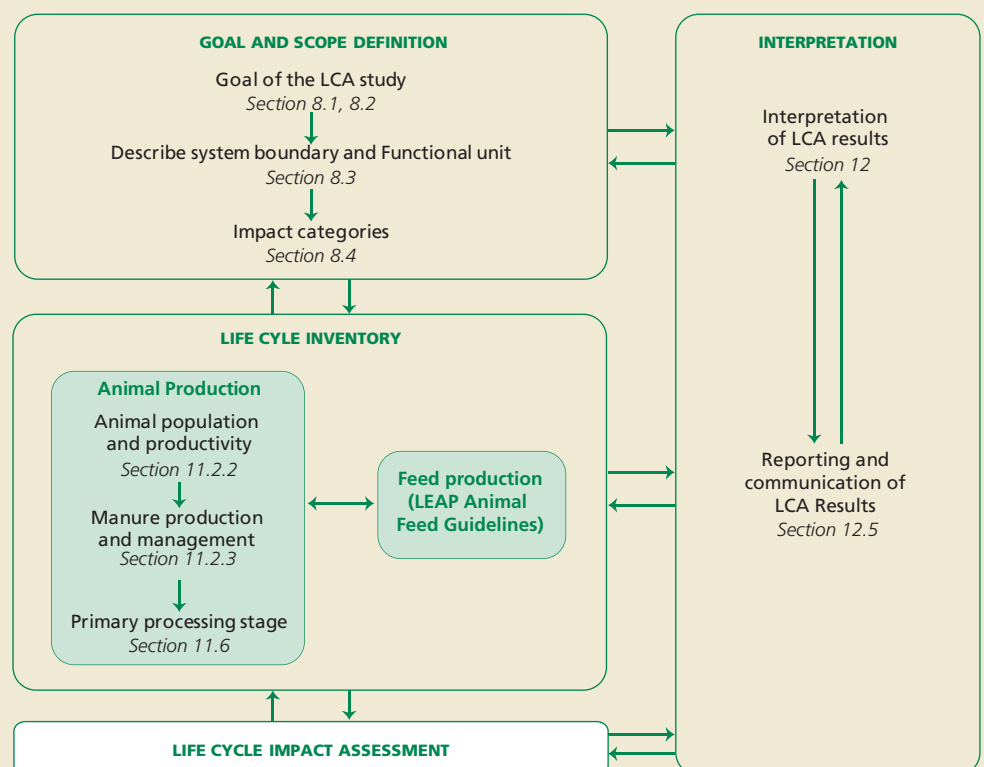 GOAL AND SCOPE DEFINITION
Goal of the LCA study
Section 8.1, 8.2
Describe system boundary and Functional unit
Section 8.3
Impact categories
Section 8.4
LIFE CYLE INVENTORY
Animal Production
Animal population
and productivity
Section 11.2.2
Manure production
and management
Section 11.2.3
Primary processing stage
Section 11.6
Feed production
(LEAP Animal
Feed Guidelines)
LIFE CYCLE IMPACT ASSESSMENT
INTERPRETATION
Interpretation
of LCA results
Section 12
Reporting and
communication of
LCA Results
Section 12.5